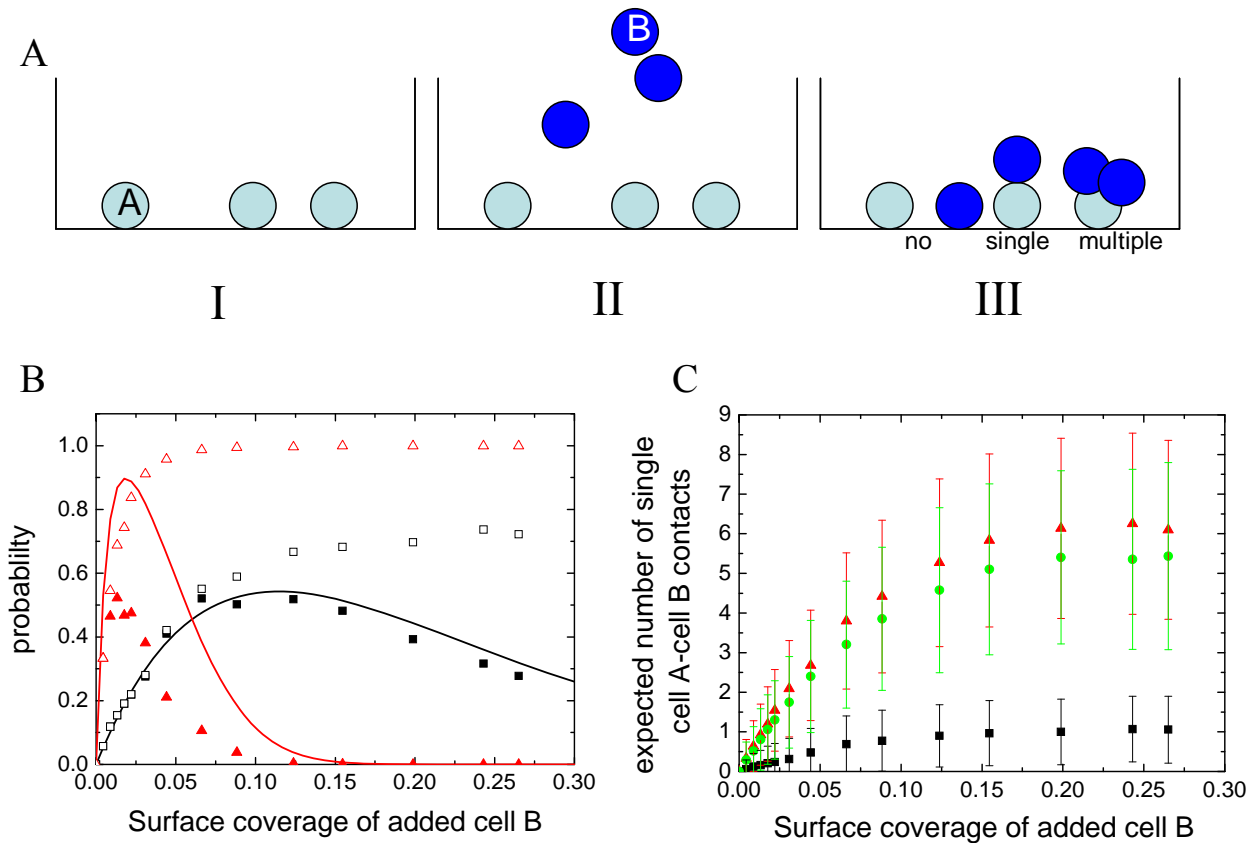 A
A
B
no single multiple
I II III
B
probablilty
1.0
0.8
0.6
0.4
0.2
0.0
0.00 0.05 0.10 0.15 0.20 0.25 0.30
Surface coverage of added cell B
C
expected number of single
cell A-cell B contacts
9
8
7
6
5
4
3
2
1
0
0.00 0.05 0.10 0.15 0.20 0.25 0.30
Surface coverage of added cell B